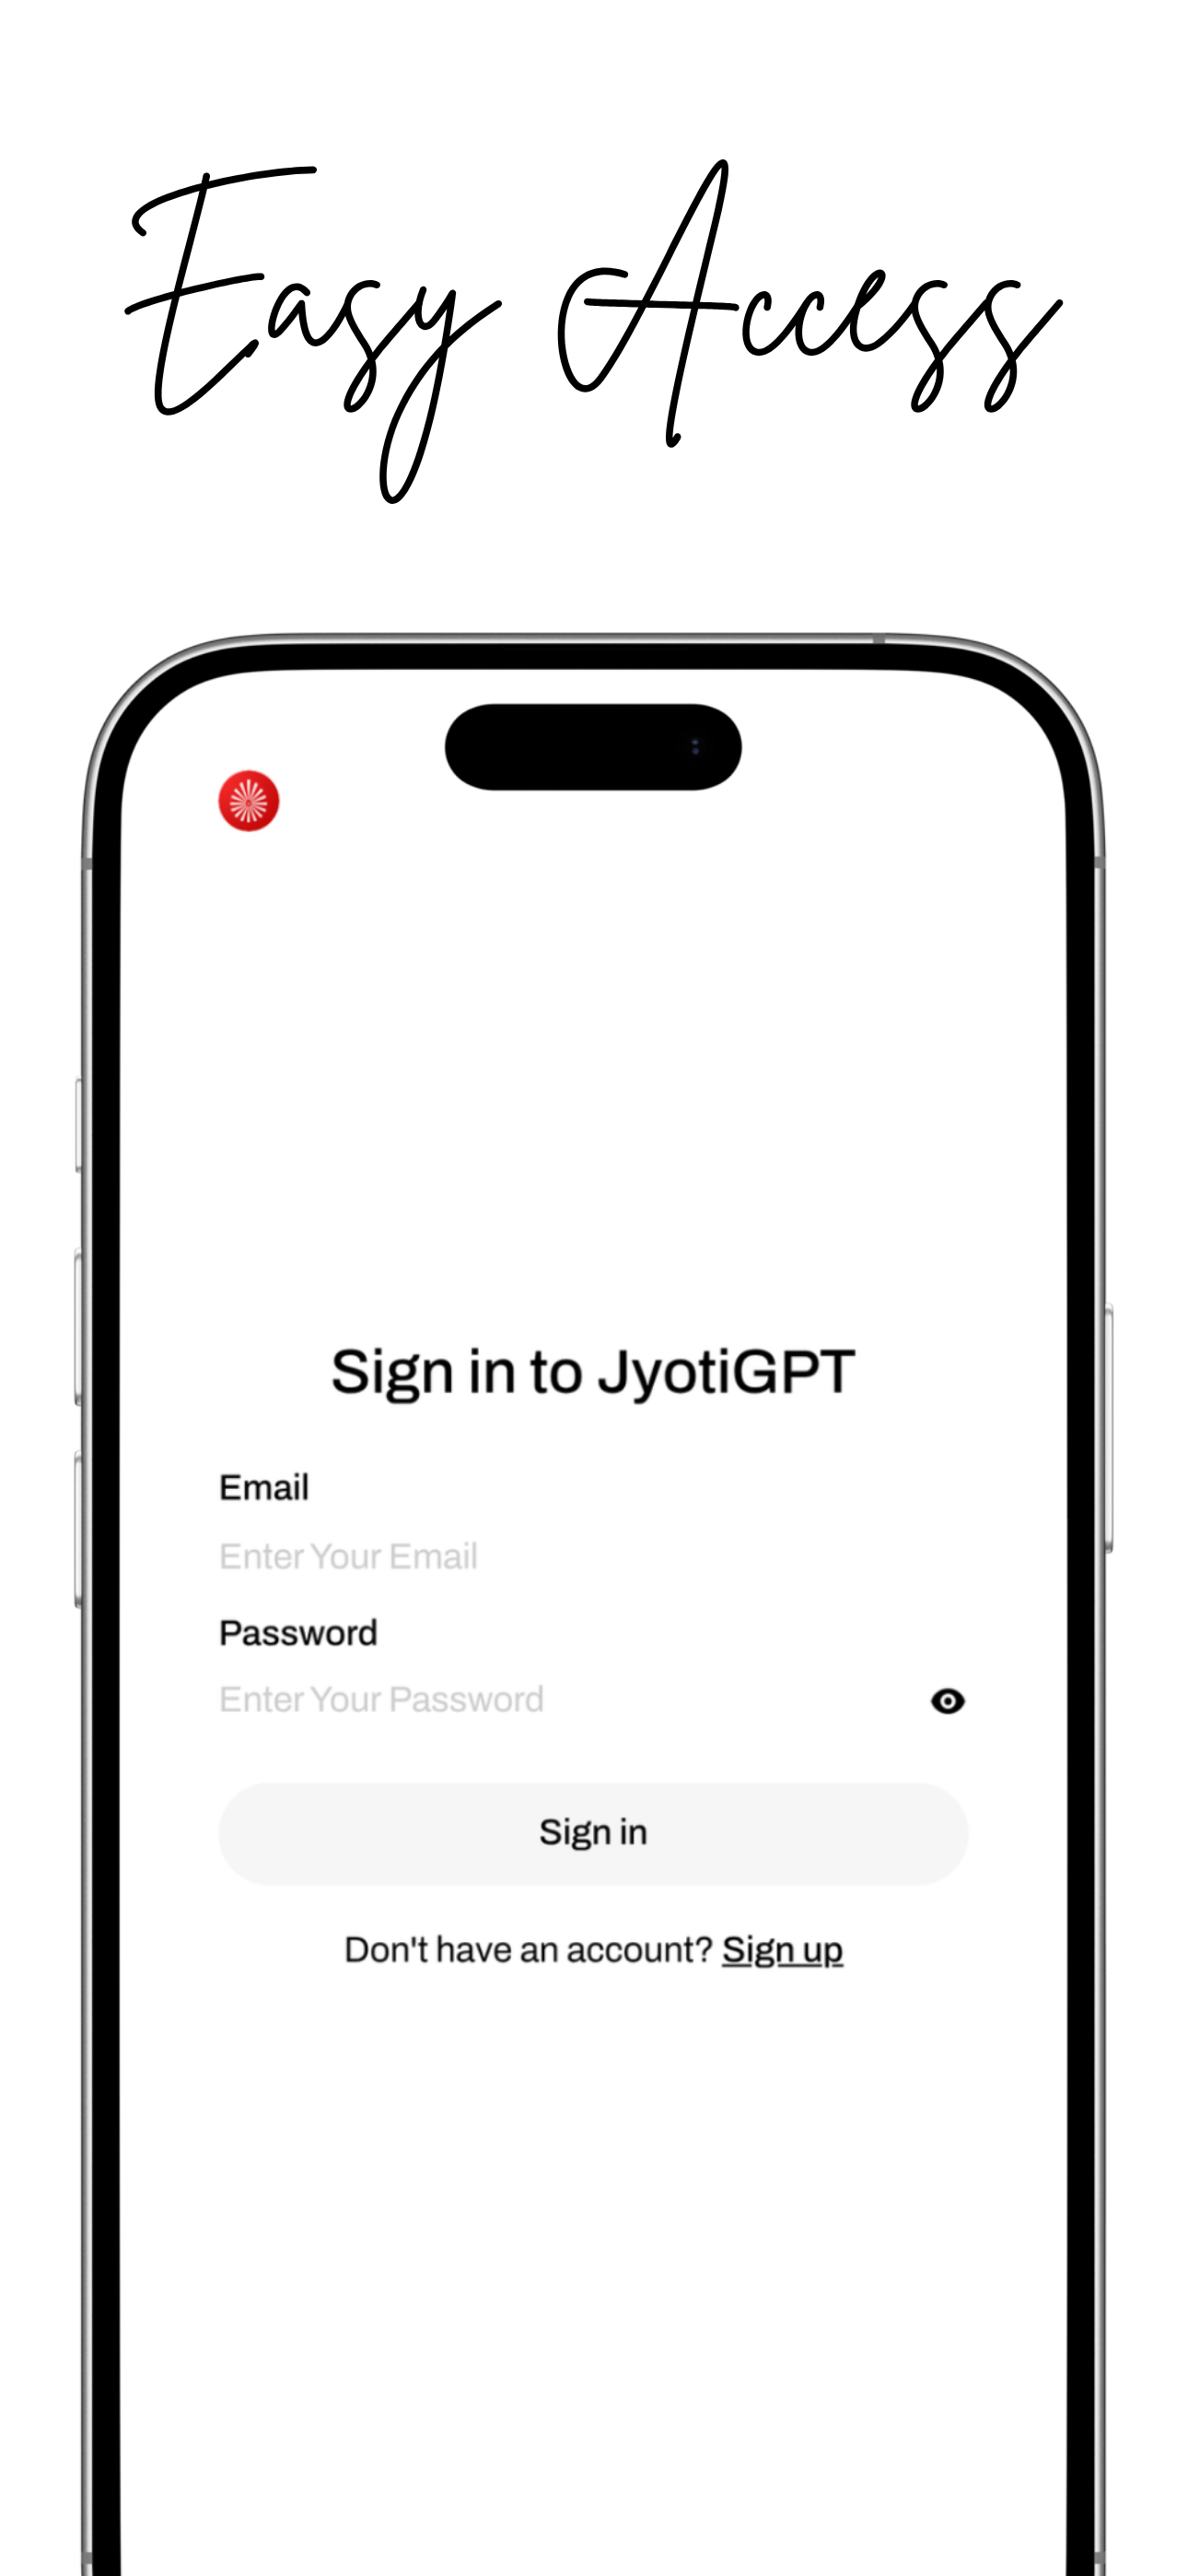 Easy Access
Sign in to JyotiGPT
Email
Enter Your Email
Password
Enter Your Password
Sign in
Don't have an account? Sign up